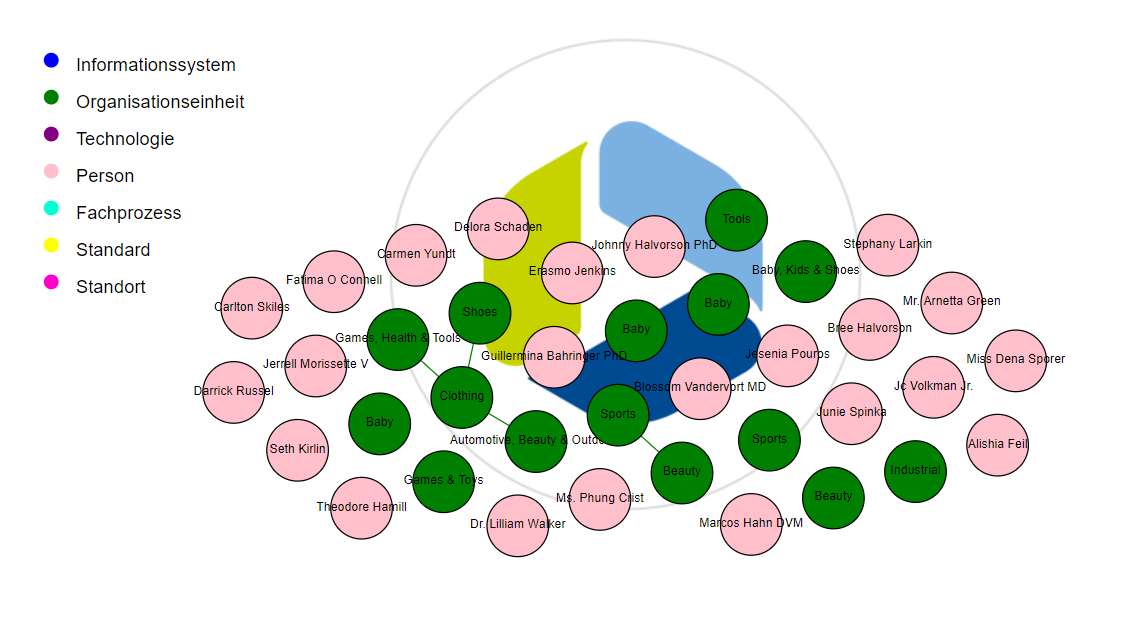 Informationssystem
Organisationseinheit
Technologie
Person
Fachprozess
Standard
Standort
Tools
Delora Schaden
Johnny Halvorson PhD
Stephany Larkin
Carmen Yundt
Erasmo Jenkins
Baby, Kids & Shoes
Fatima O Connell
Mr. Arnetta Green
Baby
Carlton Skiles
Shoes
Bree Halvorson
Baby
Games, Health & Tools
Jesenia Pouros
Guillermina Bahringer PhD
Miss Dena Sporer
Jerrell Morissette V
Blossom Vandervort MD
Jc Volkman Jr.
Darrick Russel
Clothing
Junie Spinka
Sports
Baby
Sports
Automotive, Beauty &
Alishia Feil
Seth Kirlin
Beauty
Industrial
Games & Toys
Beauty
Ms. Phung Crist
Theodore Hamill
Dr. Lilliam Walker
Marcos Hahn DVM